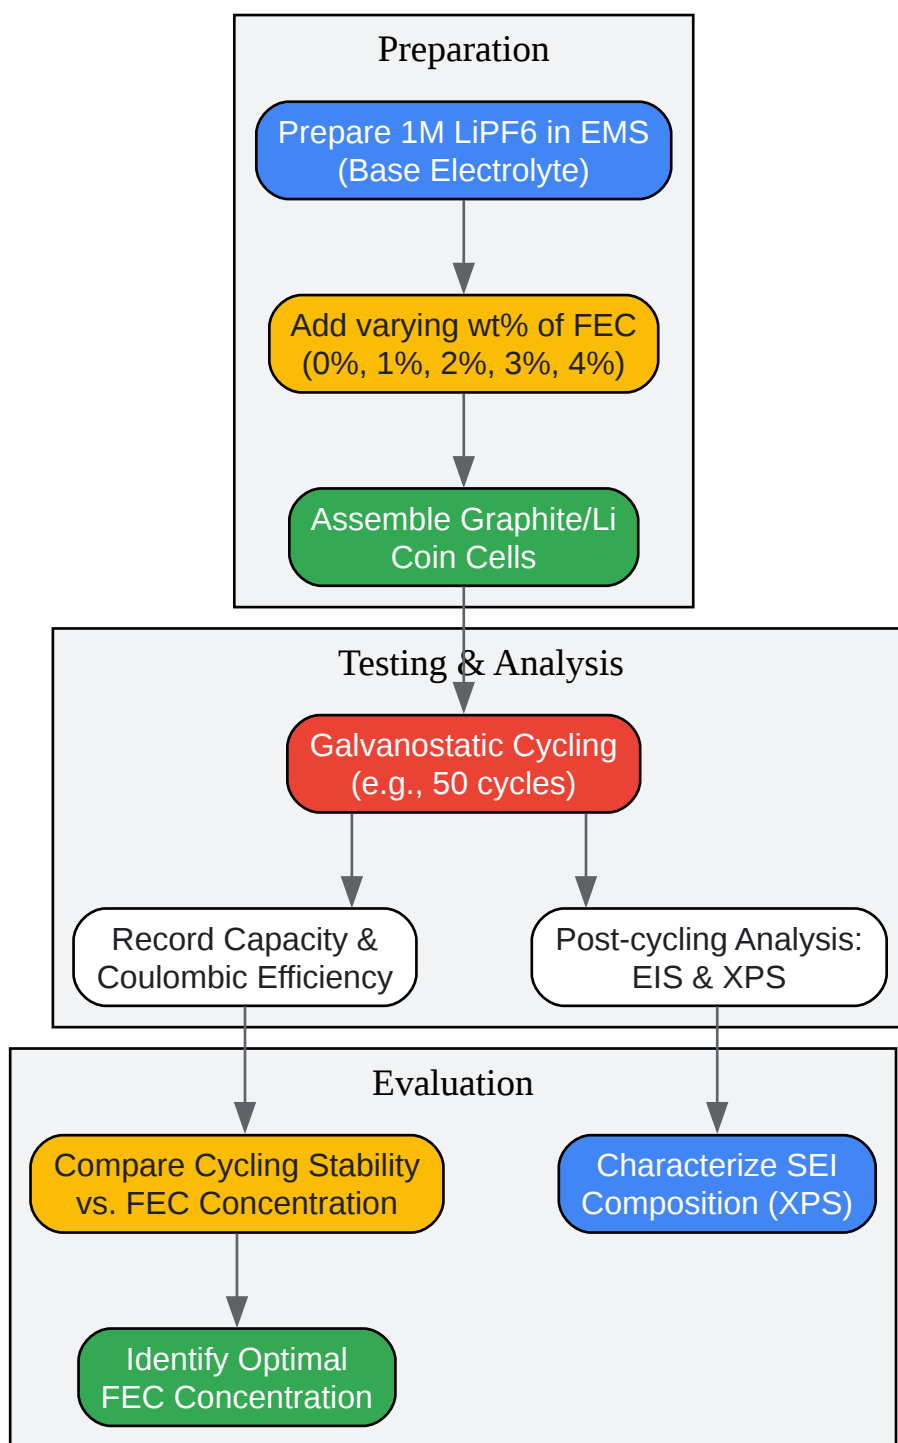 Preparation
Prepare 1M LiPF6 in EMS
(Base Electrolyte)
Add varying wt% of FEC
(0%, 1%, 2%, 3%, 4%)
Assemble Graphite/Li
Coin Cells
Testing & Analysis
Galvanostatic Cycling
(e.g., 50 cycles)
Record Capacity &
Coulombic Efficiency
Post-cycling Analysis:
EIS & XPS
Evaluation
Compare Cycling Stability
vs. FEC Concentration
Characterize SEI
Composition (XPS)
Identify Optimal
FEC Concentration